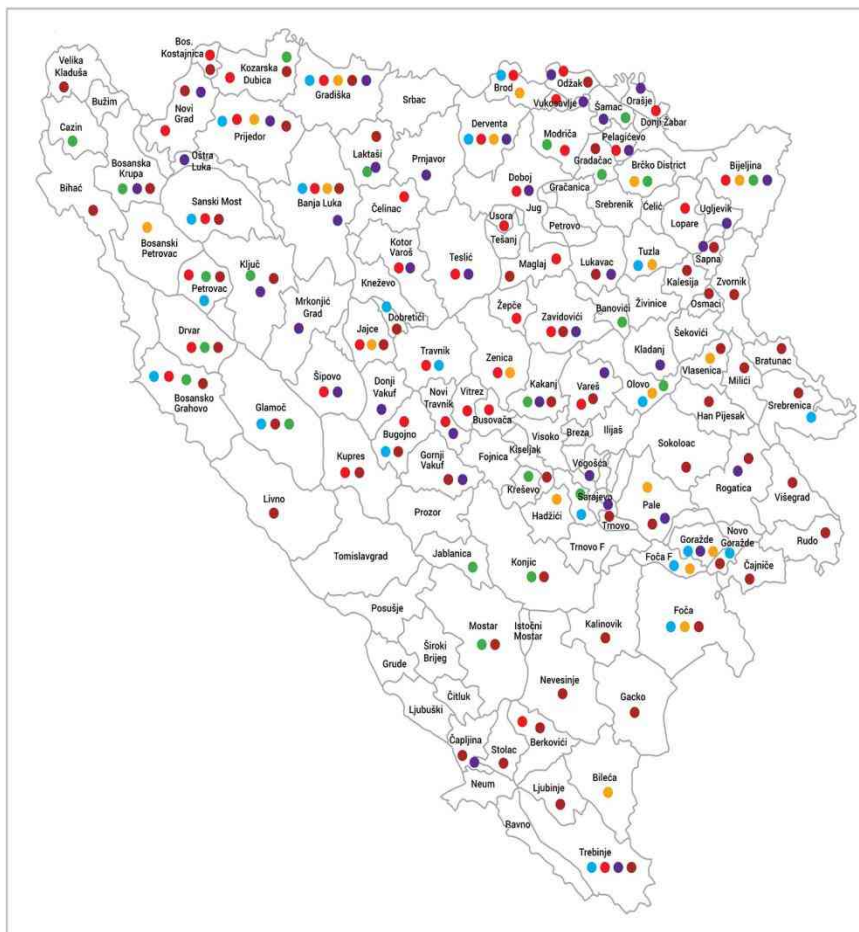 Bos.
Kostajnica
Velika
Kladuša
Kozarska
Dubica
Bužim
Novi
Grad
Gradiška
Srbac
Brod
Odžak
Vukosavlje
Šamac
Orašje
Donji Žabar
Cazin
Prijedor
Derventa
Modriča
Pelagićevo
Gradačac
Bosanska
Krupa
Oštra
Luka
Laktaši
Prnjavor
Doboj
Brčko District
Bijeljina
Bihać
Sanski Most
Banja Luka
Čelinac
Gračanica
Jug
Petrovo
Srebrenik
Čelić
Lopare
Ugljevik
Bosanski
Petrovac
Usora
Tešanj
Kotor
Varoš
Teslić
Maglaj
Lukavac
Tuzla
Sapna
Kalesija
Zvornik
Osmaci
Ključ
Petrovac
Kneževo
Mrkonjić
Grad
Dobretići
Banovići
Živinice
Drvar
Jajce
Žepče
Zavidovići
Šekovići
Travnik
Zenica
Kladanj
Vlasenica
Bratunac
Milići
Šipovo
Donji
Vakuf
Novi
Travnik
Vitrez
Busovača
Kakanj
Vareš
Olovo
Srebrenica
Bosansko
Grahovo
Glamoč
Han Pijesak
Bugojno
Visoko
Breza
Ilijaš
Sokoloac
Kupres
Gornji
Vakuf
Fojnica
Kiseljak
Vogošća
Rogatica
Kreševo
Sarajevo
Višegrad
Livno
Prozor
Hadžići
Trnovo
Pale
Goražde
Novo
Goražde
Rudo
Tomislavgrad
Jablanica
Konjic
Trnovo F
Foča F
Čajniče
Posušje
Mostar
Istočni
Mostar
Kalinovik
Foča
Široki
Brijeg
Grude
Čitluk
Nevesinje
Gacko
Ljubuški
Čapljina
Stolac
Berkovići
Neum
Ljubinje
Bileća
Ravno
Trebinje